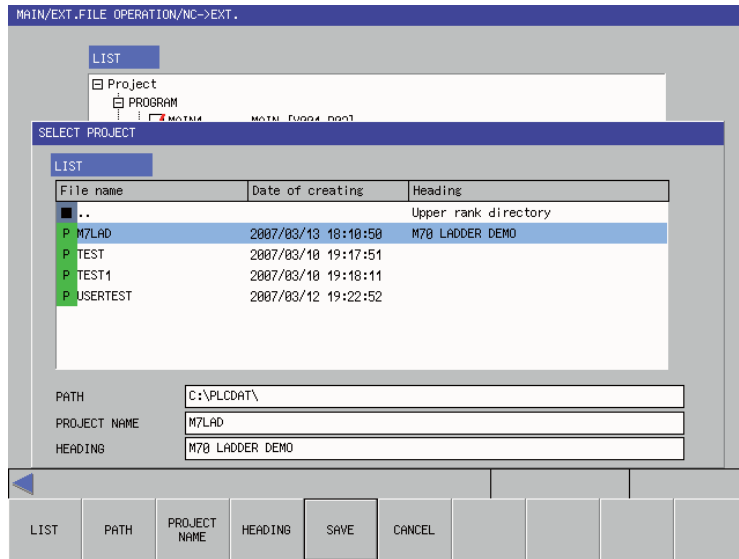 MAIN/EXT.FILE OPERATION/NC->EXT.
LIST
Project
PROGRAM
SELECT PROJECT
LIST
File name Date of creating Heading
.. Upper rank directory
P M7LAD 2007/03/13 18:10:50 M70 LADDER DEMO
P TEST 2007/03/10 19:17:51
P TEST1 2007/03/10 19:18:11
P USERTEST 2007/03/12 19:22:52
PATH C:\PLCDAT\
PROJECT NAME M7LAD
HEADING M70 LADDER DEMO
LIST PATH PROJECT NAME HEADING SAVE CANCEL